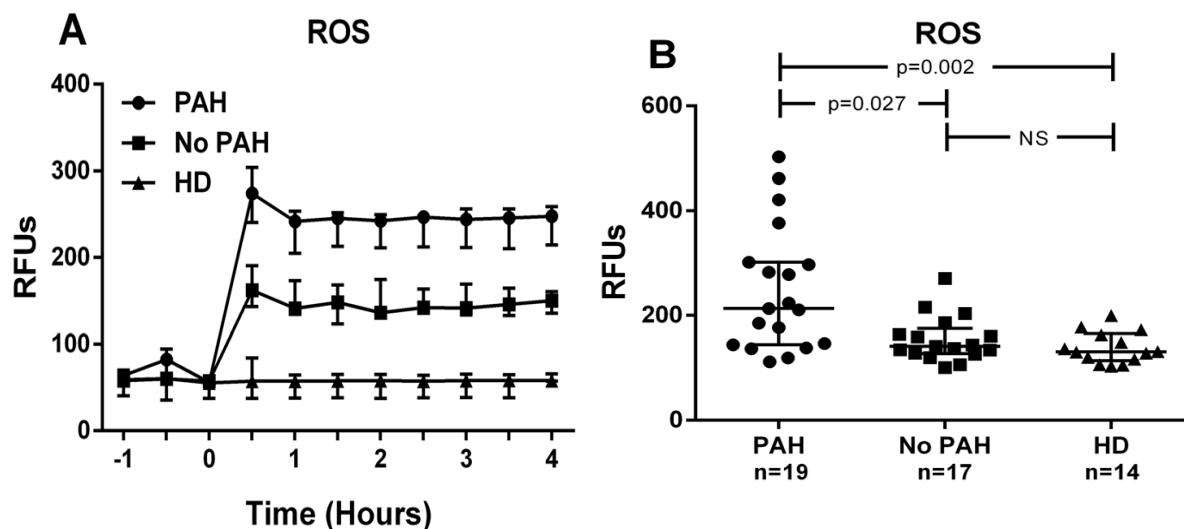 A
ROS
400
300
200
100
0
RFUs
PAH
No PAH
HD
-1
0
1
2
3
4
Time (Hours)
B
ROS
p=0.002
p=0.027
NS
600
400
200
0
RFUs
PAH
n=19
No PAH
n=17
HD
n=14